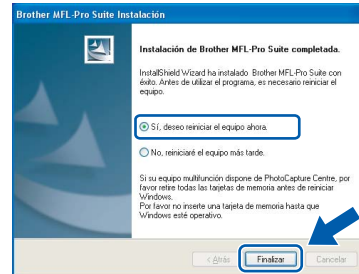 Brother MFL-Pro Suite Instalación
Instalación de Brother MFL-Pro Suite completada.
InstallShield Wizard ha instalado Brother MFL-Pro Suite con
éxito. Antes de utilizar el programa, es necesario reiniciar el
equipo.
Sí, deseo reiniciar el equipo ahora.
No, reiniciaré el equipo más tarde.
Si su equipo multifunción dispone de PhotoCapture Centre, por
favor retire todas las tarjetas de memoria antes de reiniciar
Windows.
Por favor no inserte una tarjeta de memoria hasta que
Windows esté operativo.
< Atrás Finalizar Cancelar